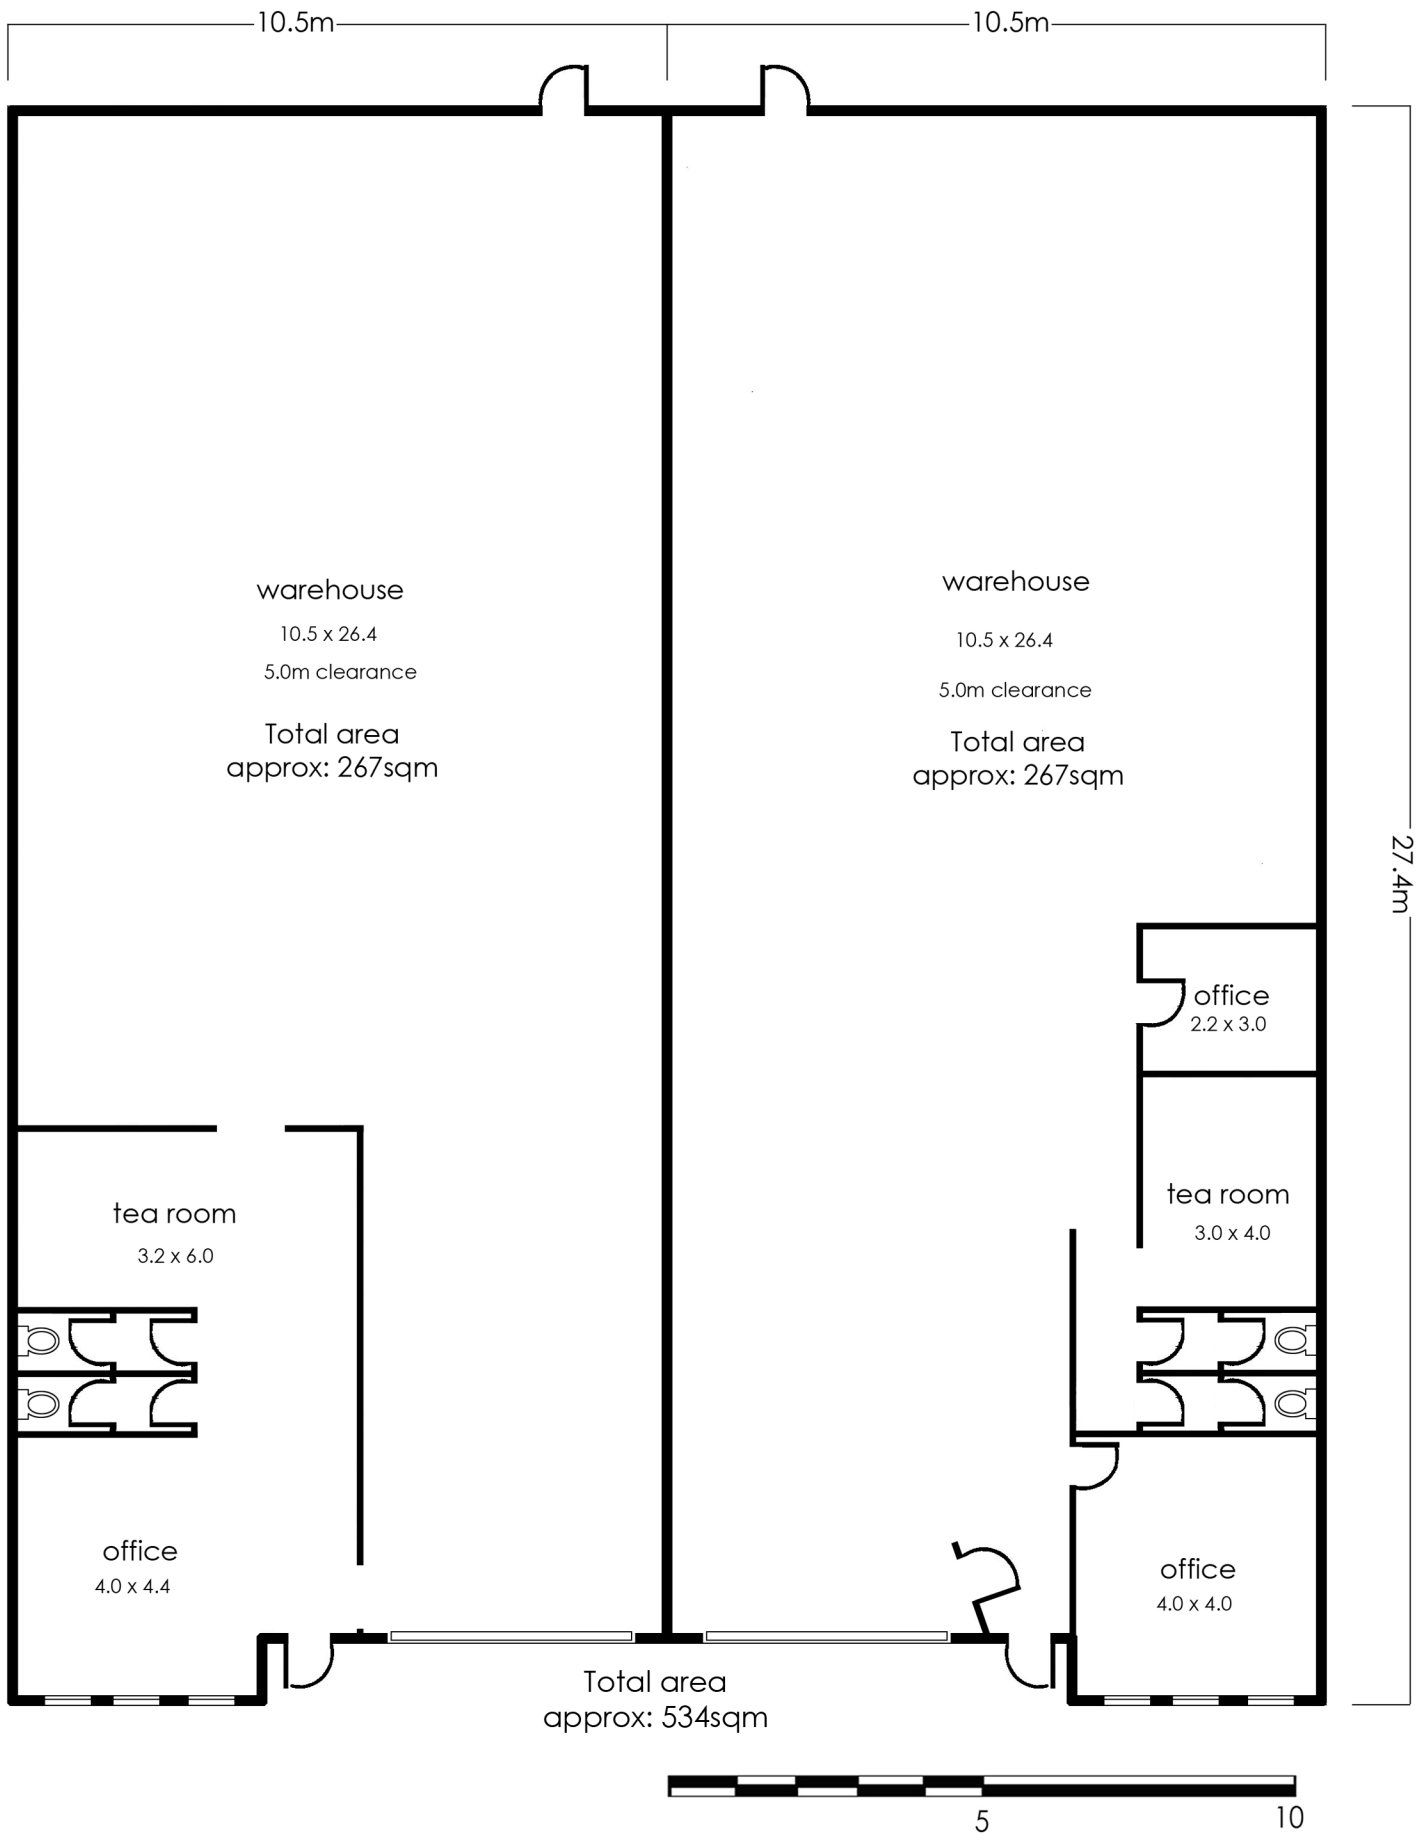 10.5m
10.5m
27.4m
warehouse
10.5 x 26.4
5.0m clearance
Total area
approx: 267sqm
warehouse
10.5 x 26.4
5.0m clearance
Total area
approx: 267sqm
office
2.2 x 3.0
tea room
3.2 x 6.0
tea room
3.0 x 4.0
office
4.0 x 4.4
office
4.0 x 4.0
Total area
approx: 534sqm
5
10